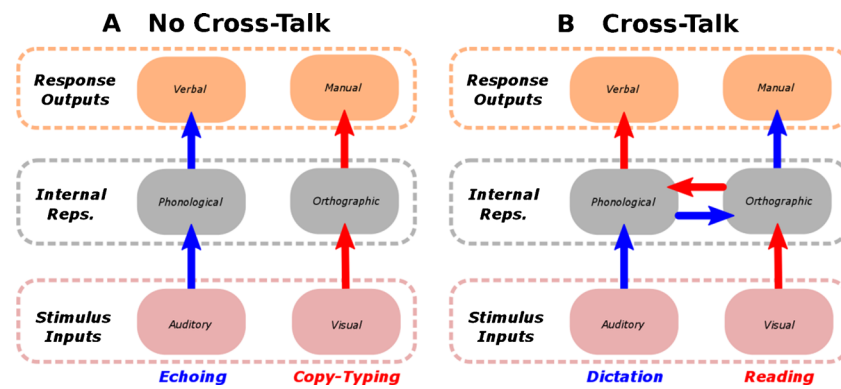 A No Cross-Talk
Response
Outputs
Verbal
Manual
Internal
Reps.
Phonological
Orthographic
Stimulus
Inputs
Auditory
Visual
Echoing
Copy-Typing
B Cross-Talk
Response
Outputs
Verbal
Manual
Internal
Reps.
Phonological
Orthographic
Stimulus
Inputs
Auditory
Visual
Dictation
Reading